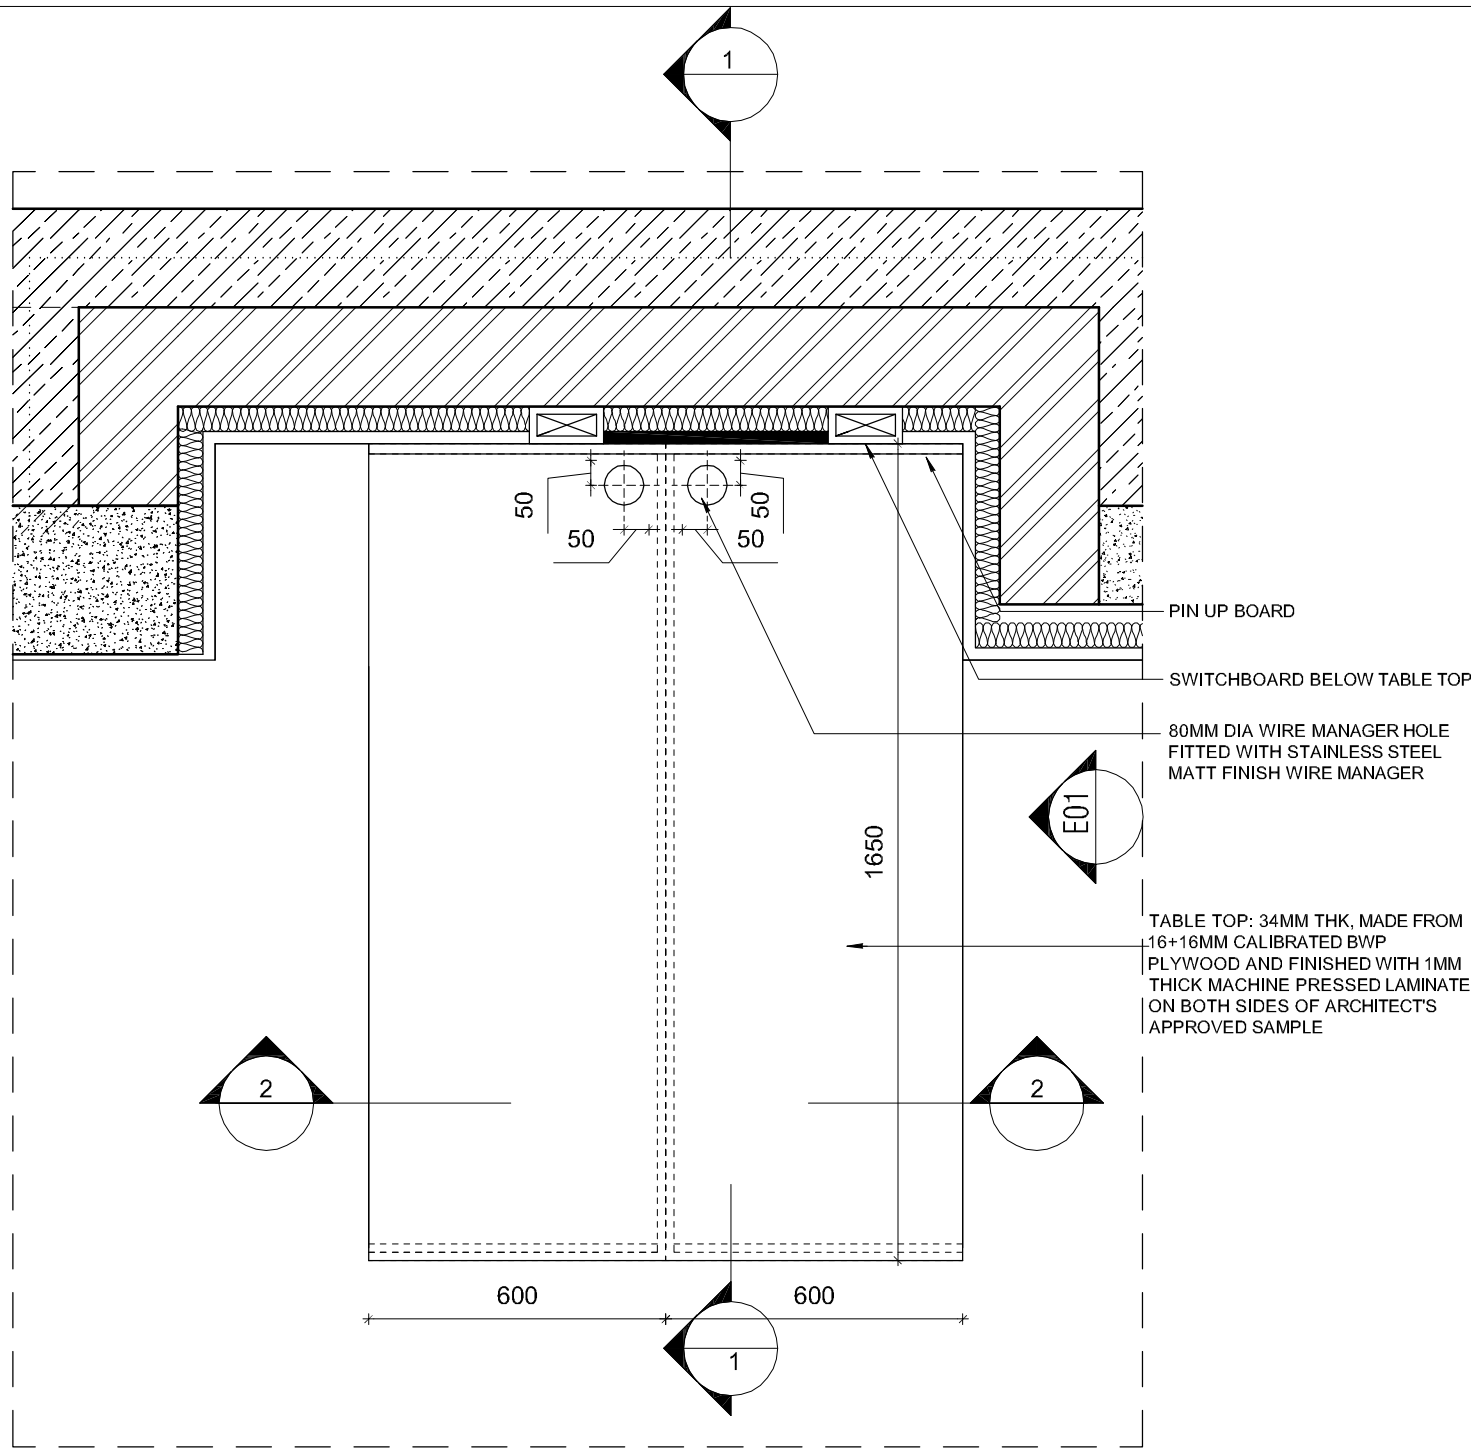 1
50
50
50
50
PIN UP BOARD
SWITCHBOARD BELOW TABLE TOP
80MM DIA WIRE MANAGER HOLE
FITTED WITH STAINLESS STEEL
MATT FINISH WIRE MANAGER
E01
1650
TABLE TOP: 34MM THK, MADE FROM
16+16MM CALIBRATED BWP
PLYWOOD AND FINISHED WITH 1MM
THICK MACHINE PRESSED LAMINATE
ON BOTH SIDES OF ARCHITECT'S
APPROVED SAMPLE
2
2
600
600
1